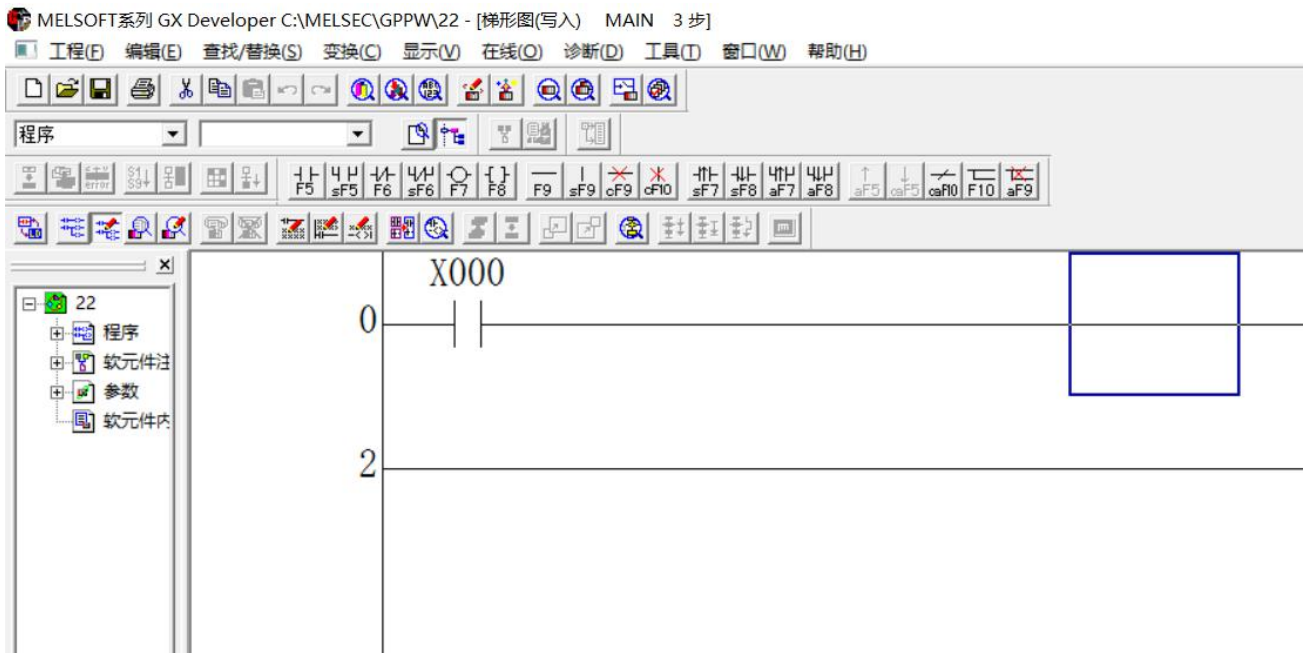 MELSOFT系列 GX Developer C:\MELSEC\GPPW\22 - [梯形图(写入) MAIN 3 步]
工程(F) 编辑(E) 查找/替换(S) 变换(C) 显示(V) 在线(O) 诊断(D) 工具(T) 窗口(W) 帮助(H)
程序
F5 sF5 F6 sF6 F7 F8 F9 sF9 cF9 cF10 sF7 sF8 aF7 aF8 aF5 caF5 caF10 F10 aF9
X000
22
0
程序
软元件注
参数
软元件内
2